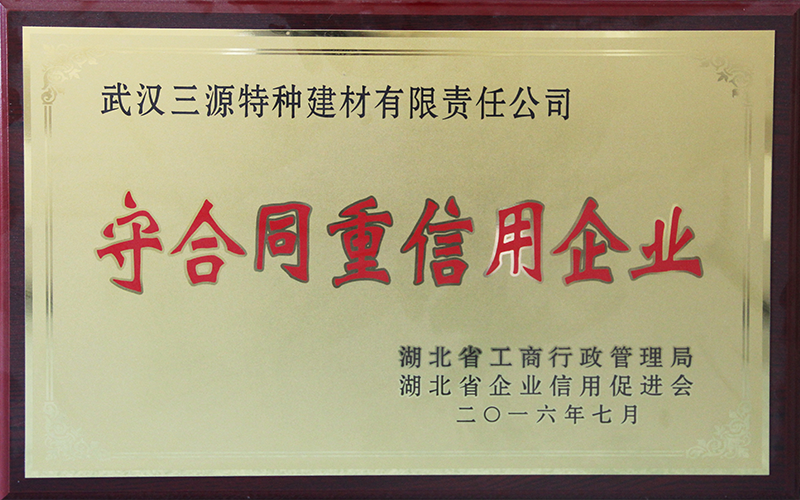 武汉三源特种建材有限责任公司
守合同重信用企业
湖北省工商行政管理局
湖北省企业信用促进会
二〇一六年七月